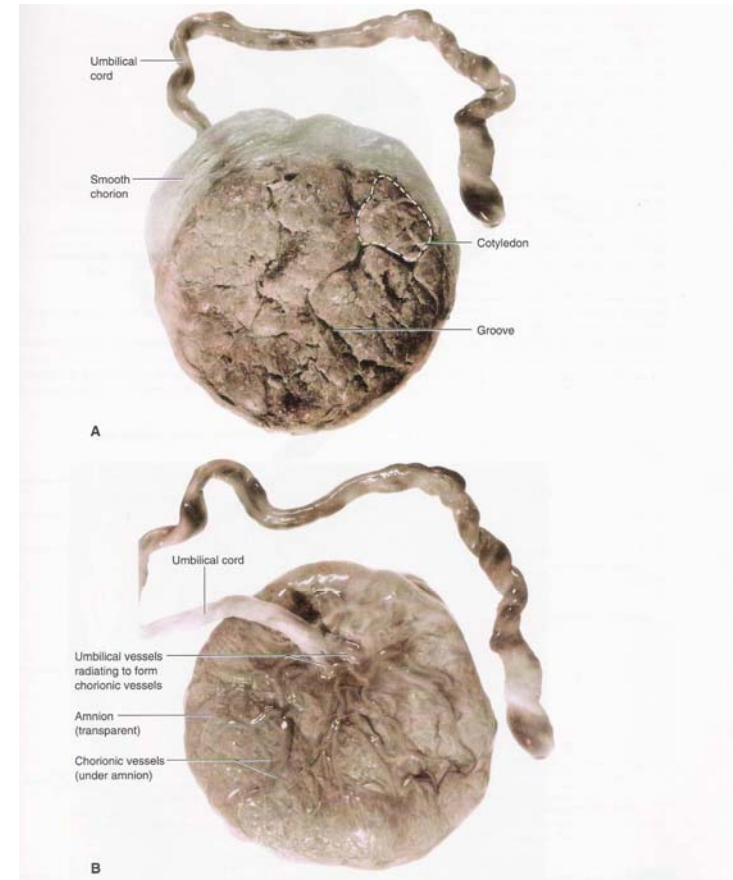 Umbilical
cord
Smooth
chorion
Cotyledon
Groove
A
Umbilical cord
Umbilical vessels
radiating to form
chorionic vessels
Amnion
(transparent)
Chorionic vessels
(under amnion)
B